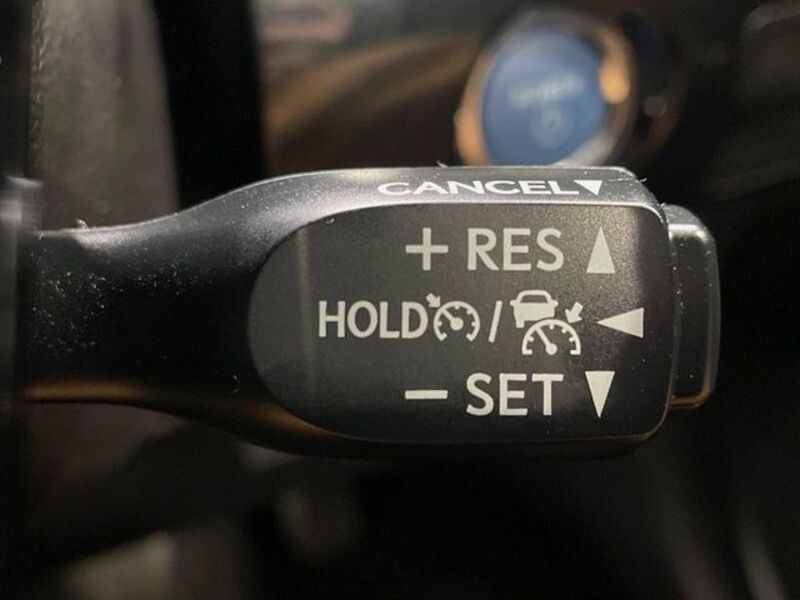 CANCEL▼
+ RES ▲
HOLD / ◀
− SET ▼